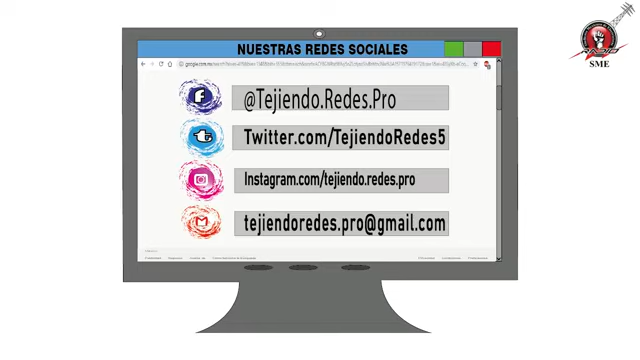 NUESTRAS REDES SOCIALES
RADIO
SME
@Tejiendo.Redes.Pro
Twitter.com/TejiendoRedes5
Instagram.com/tejiendo.redes.pro
tejiendoredes.pro@gmail.com